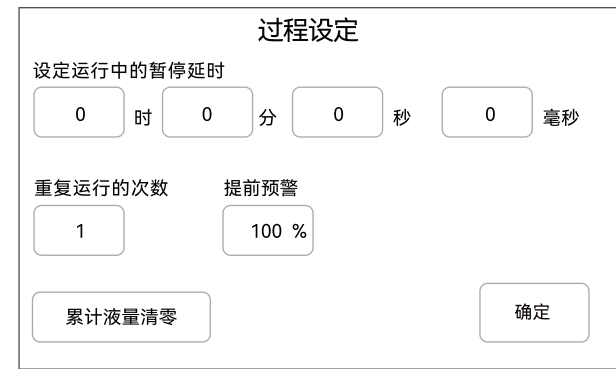 过程设定
设定运行中的暂停延时
0 时 0 分 0 秒 0 毫秒
重复运行的次数 提前预警
1 100 %
累计液量清零 确定